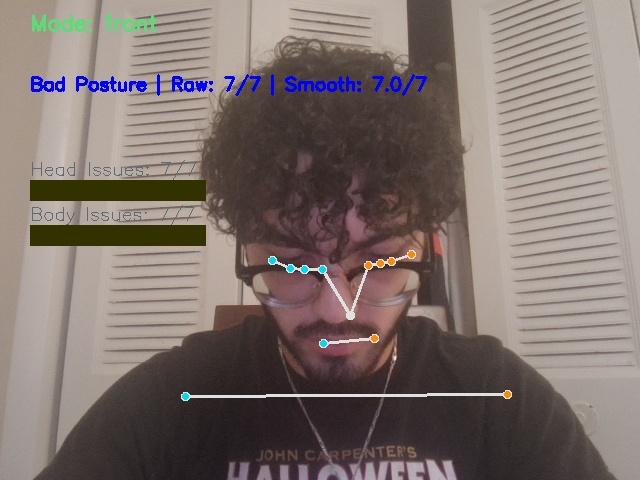 Mode: front
Bad Posture | Raw: 7/7 | Smooth: 7.0/7
Head Issues: 7/7
Body Issues: 7/7
JOHN CARPENTER'S
HALLOWEEN